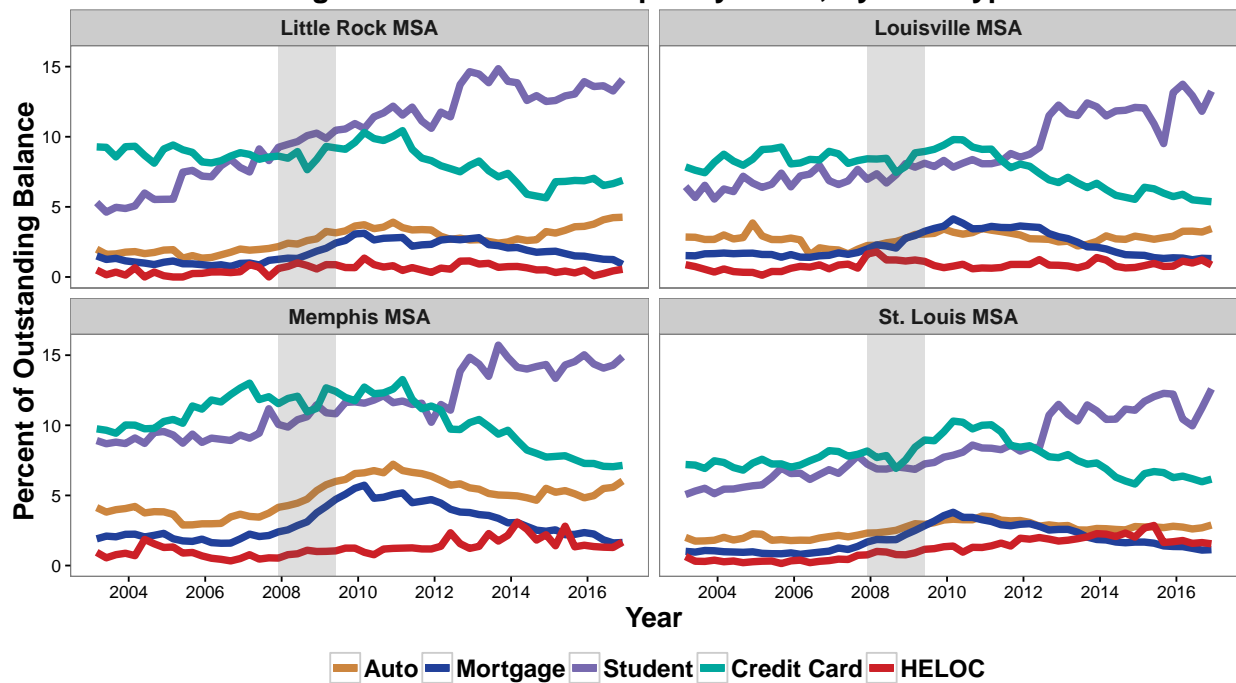 Little Rock MSA
Louisville MSA
15
10
5
0
Memphis MSA
St. Louis MSA
15
10
5
0
2004 2006 2008 2010 2012 2014 2016
2004 2006 2008 2010 2012 2014 2016
Percent of Outstanding Balance
Year
Auto Mortgage Student Credit Card HELOC